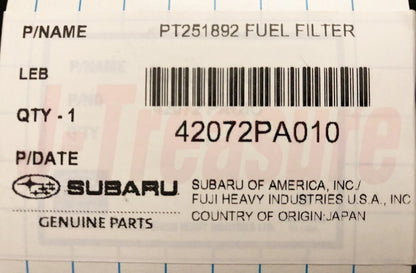 P/NAME PT251892 FUEL FILTER
LEB
QTY - 1
42072PA010
P/DATE
SUBARU
SUBARU OF AMERICA, INC./
FUJI HEAVY INDUSTRIES U.S.A., INC
COUNTRY OF ORIGIN:JAPAN
GENUINE PARTS